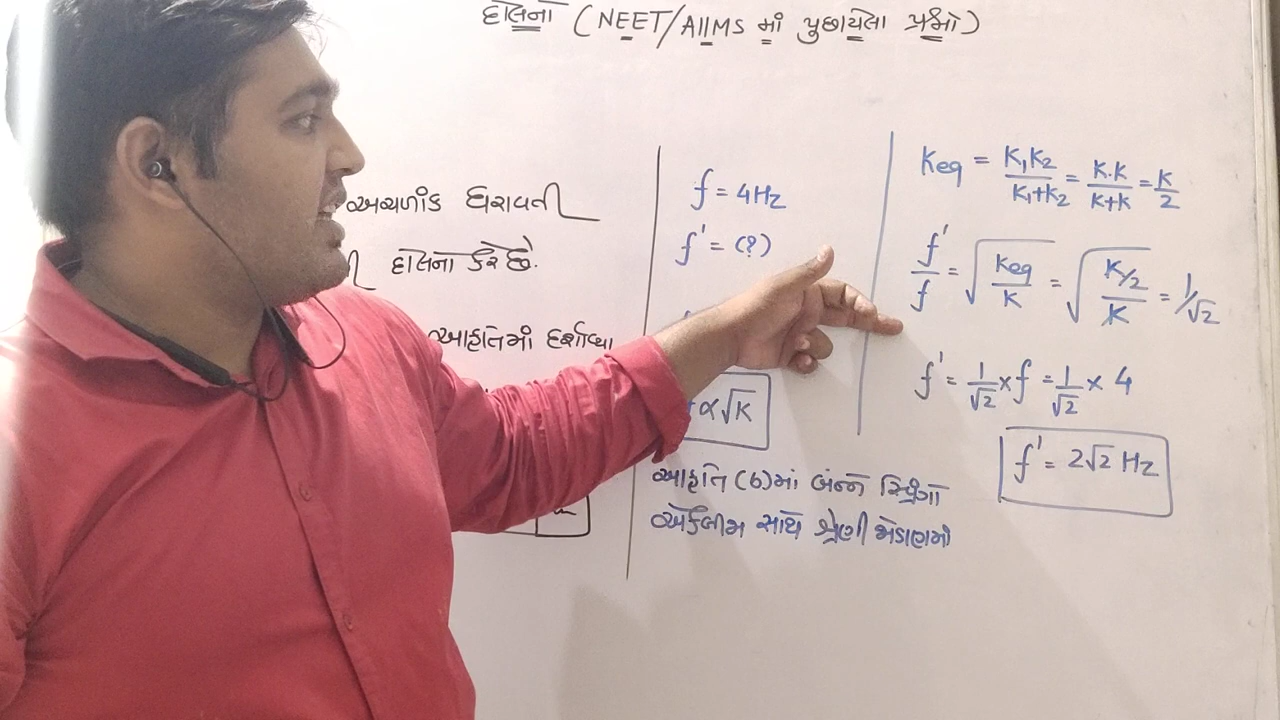 દોલનો (NEET/AIIMS માં પુછાયેલા પ્રશ્નો)
અચળાંક ધરાવતી
દોલનો કરે છે.
આકૃતિમાં દર્શાવ્યા
m
f = 4Hz
f' = (?)
α√K
આકૃતિ (b)માં બંને સ્પ્રિંગો
એકબીજા સાથે શ્રેણી જોડાણમાં
Keq = K₁K₂/K₁+K₂ = K.K/K+K = K/2
f'/f = √Keq/K = √K/2/K = 1/√2
f' = 1/√2 × f = 1/√2 × 4
f' = 2√2 Hz